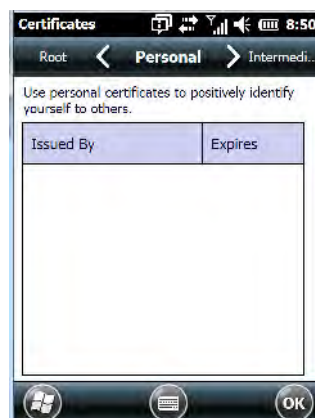 Certificates 8:50
Root Personal Intermedi...
Use personal certificates to positively identify
yourself to others.
Issued By Expires
OK